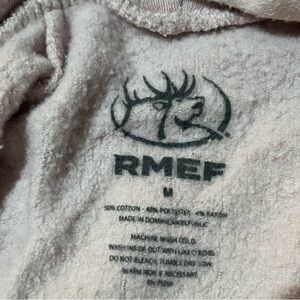 RMEF
M
50% COTTON - 46% POLYESTER - 4% RAYON
MADE IN DOMINICAN REPUBLIC
MACHINE WASH COLD
WASH INSIDE OUT WITH LIKE COLORS
DO NOT BLEACH, TUMBLE DRY LOW
WARM IRON IF NECESSARY